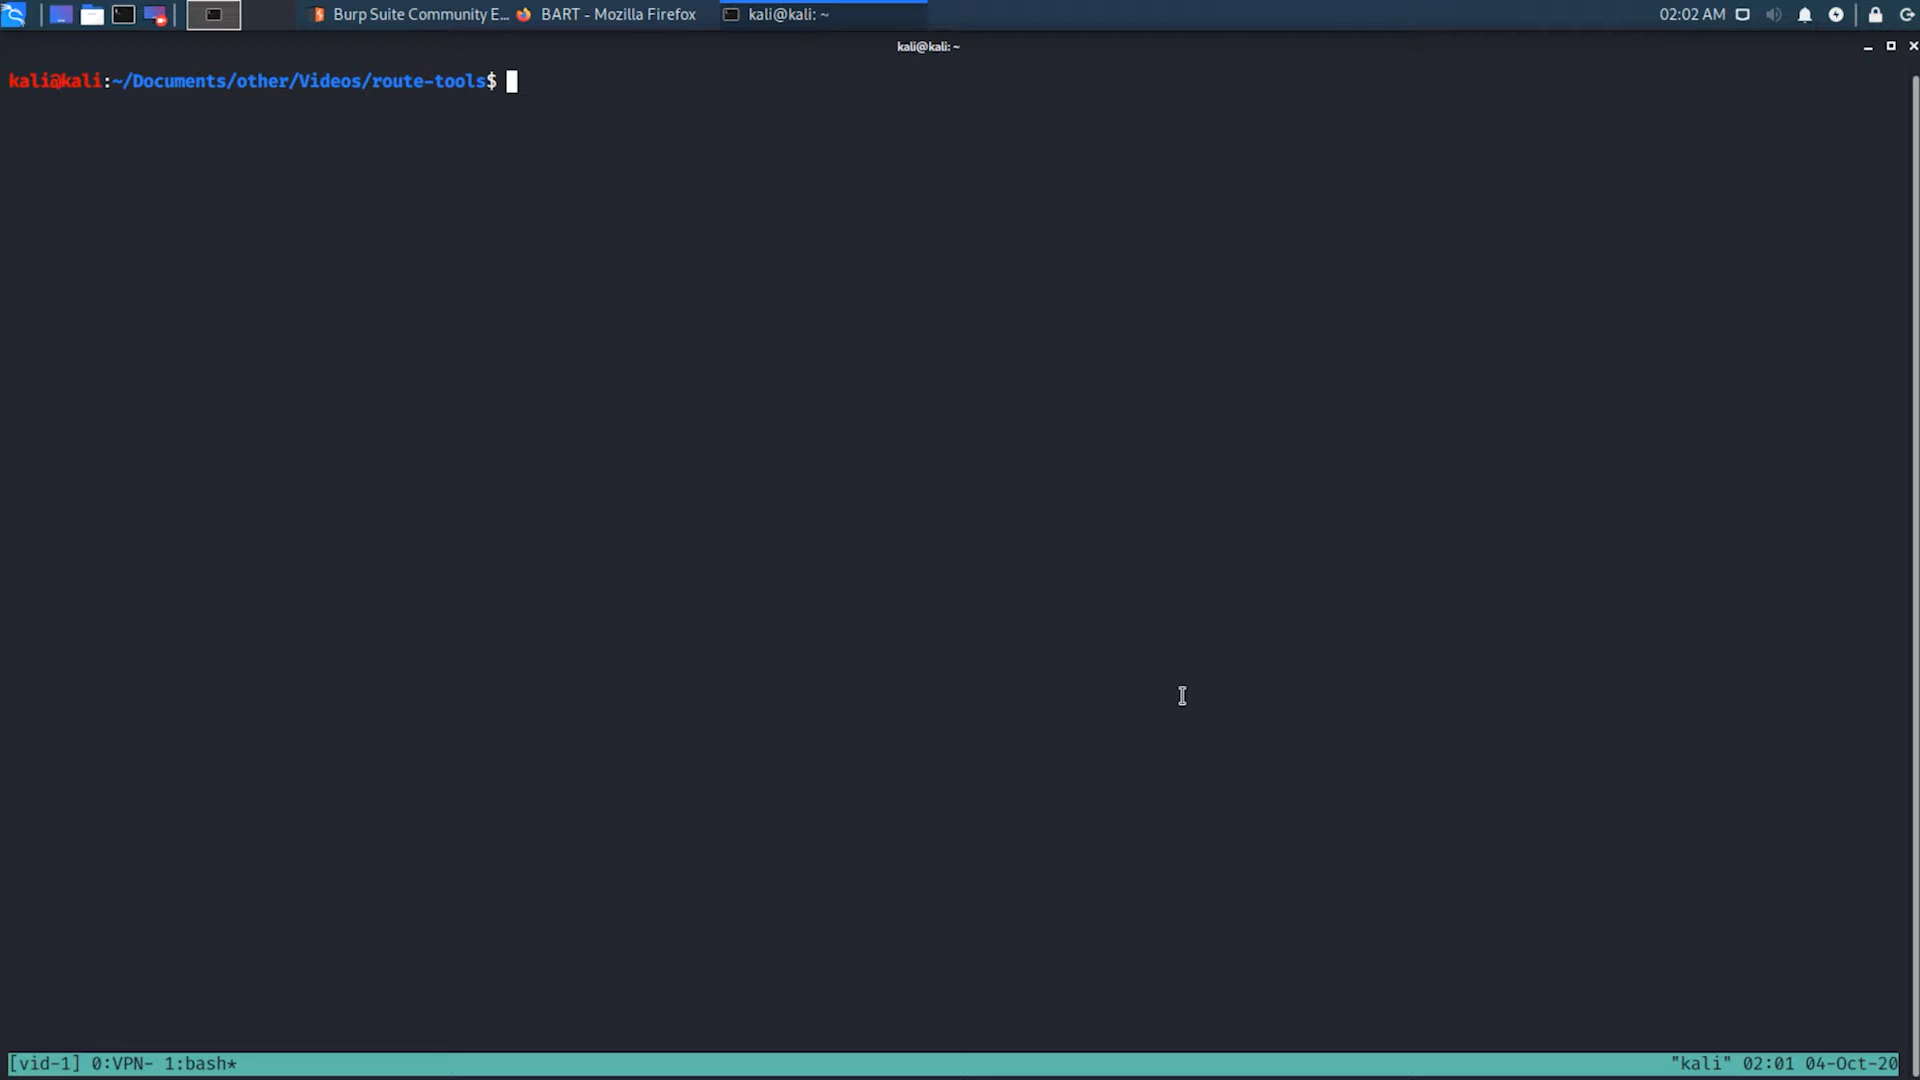 Burp Suite Community E... BART - Mozilla Firefox kali@kali: ~ 02:02 AM
kali@kali: ~
kali@kali:~/Documents/other/Videos/route-tools$
[vid-1] 0:VPN- 1:bash* "kali" 02:01 04-Oct-20